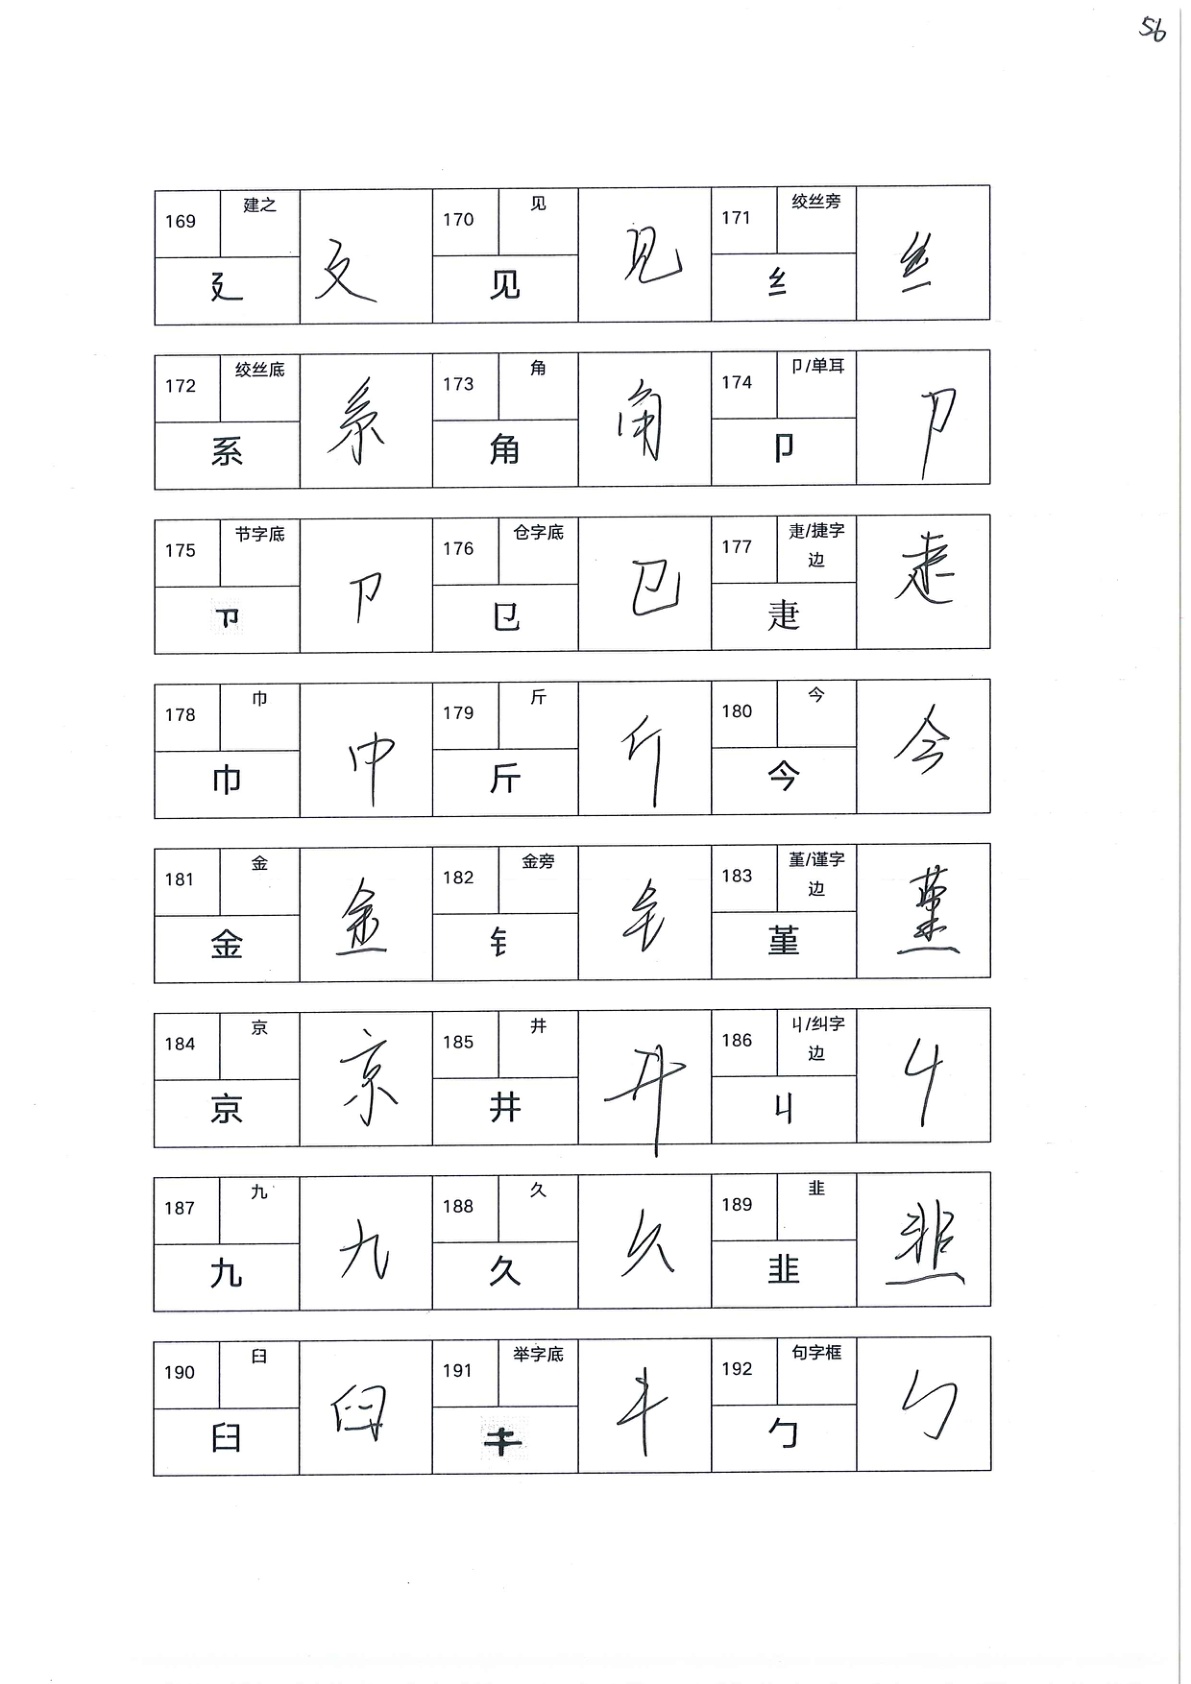 56
169 建之 廴 廴
170 见 见 见
171 绞丝旁 纟 纟
172 绞丝底 系 系
173 角 角 角
174 卩/单耳 卩 卩
175 节字底 卩
176 仓字底 㔾 㔾
177 疌/捷字边 疌 疌
178 巾 巾 巾
179 斤 斤 斤
180 今 今 今
181 金 金 金
182 金旁 钅 钅
183 堇/谨字边 堇 堇
184 京 京 京
185 井 井 井
186 丩/纠字边 丩 丩
187 九 九 九
188 久 久 久
189 韭 韭 韭
190 臼 臼 臼
191 举字底
192 句字框 勹 勹